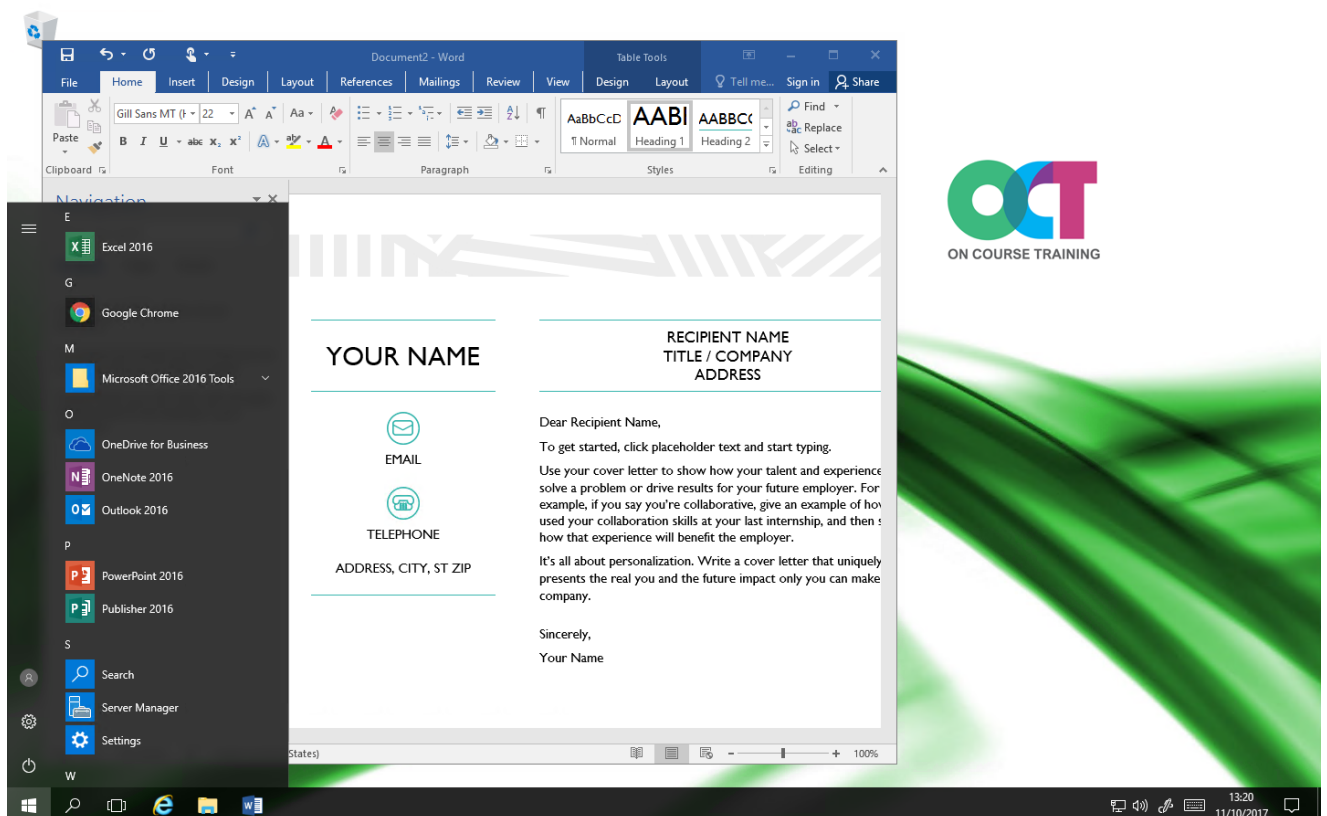 Document2 - Word
Table Tools
File Home Insert Design Layout References Mailings Review View Design Layout Tell me... Sign in Share
Paste
Gill Sans MT (H 22 A A Aa
Find
Replace
Select
B I U abc X₂ X² A ab A
AaBbCcD AABI AABBC(
¶ Normal Heading 1 Heading 2
Clipboard Font Paragraph Styles Editing
Navigation
E
Excel 2016
G
Google Chrome
M
Microsoft Office 2016 Tools
O
OneDrive for Business
OneNote 2016
Outlook 2016
P
PowerPoint 2016
Publisher 2016
S
Search
Server Manager
Settings
W
YOUR NAME
EMAIL
TELEPHONE
ADDRESS, CITY, ST ZIP
RECIPIENT NAME
TITLE / COMPANY
ADDRESS
Dear Recipient Name,
To get started, click placeholder text and start typing.
Use your cover letter to show how your talent and experience
solve a problem or drive results for your future employer. For
example, if you say you're collaborative, give an example of how
used your collaboration skills at your last internship, and then s
how that experience will benefit the employer.
It's all about personalization. Write a cover letter that uniquely
presents the real you and the future impact only you can make
company.
Sincerely,
Your Name
States)
100%
OCT
ON COURSE TRAINING
13:20
11/10/2017